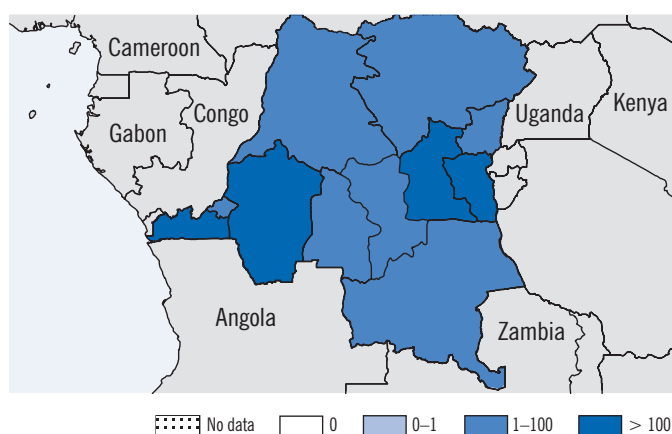 Cameroon
Congo
Gabon
Uganda
Kenya
Angola
Zambia
No data 0 0–1 1–100 > 100